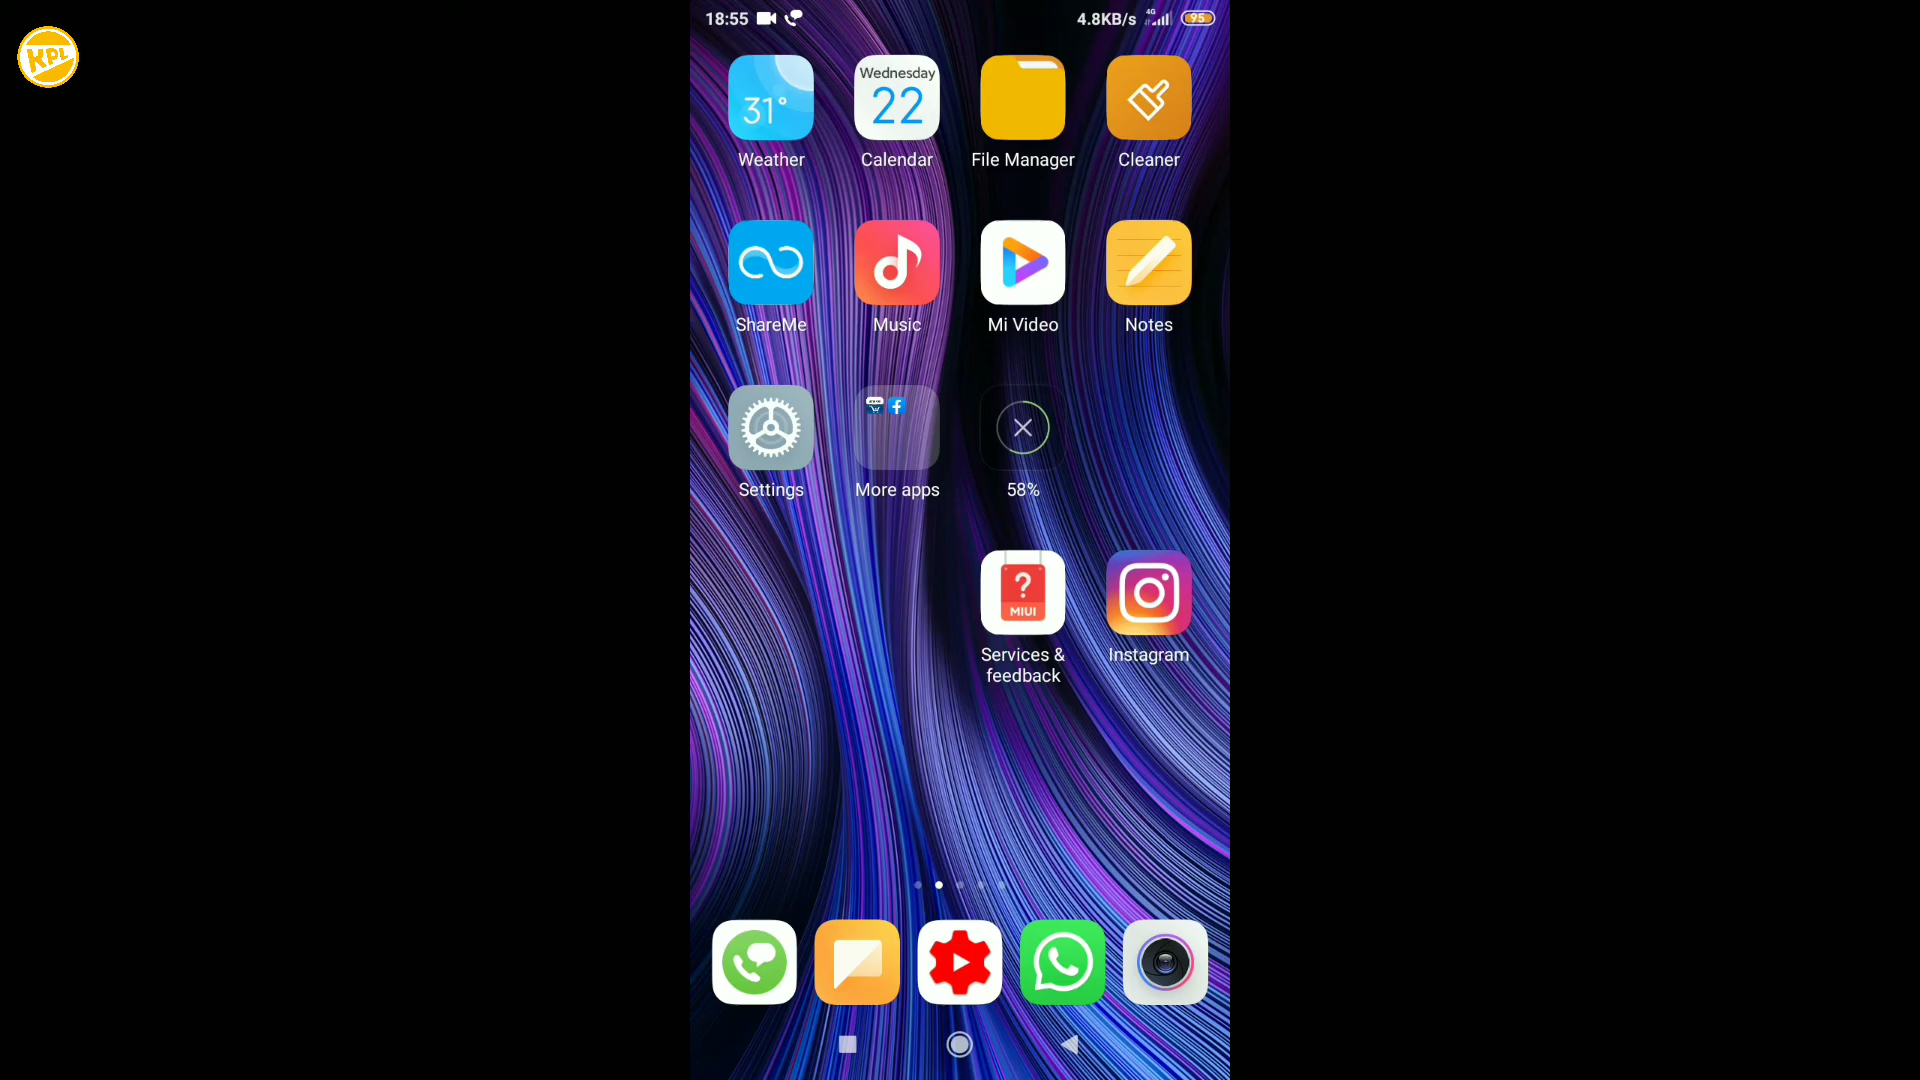 18:55
4.8KB/s 4G 95
KPL
31°
Wednesday
22
Weather
Calendar
File Manager
Cleaner
ShareMe
Music
Mi Video
Notes
Settings
More apps
58%
?
MIUI
Services &
feedback
Instagram